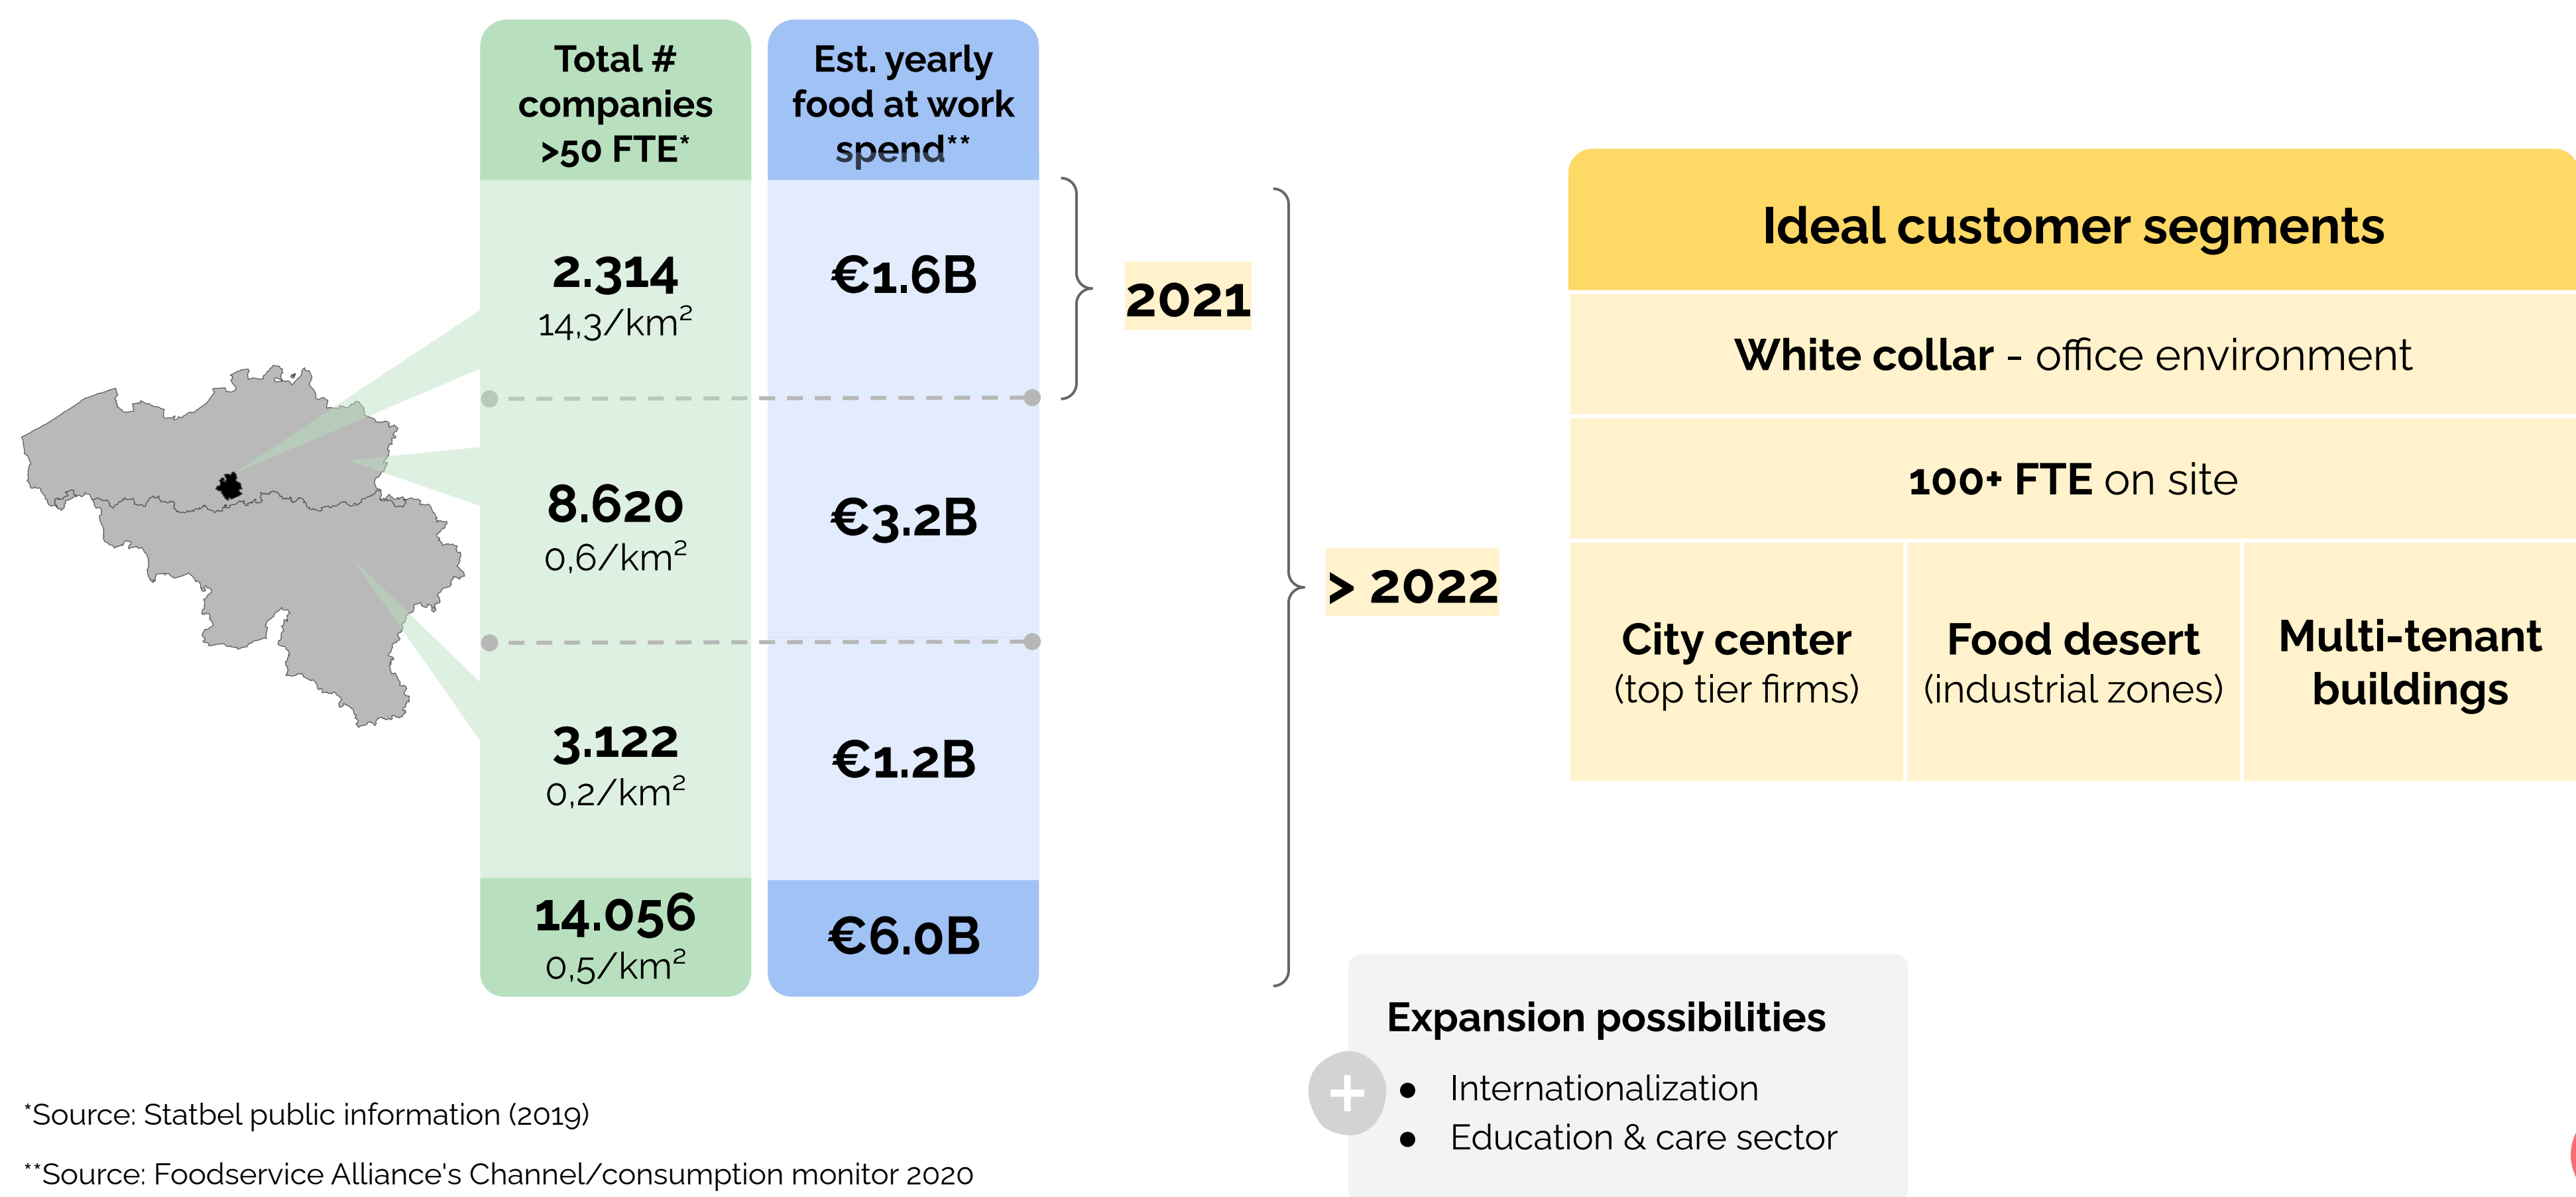 Total #
companies
>50 FTE*
Est. yearly
food at work
spend**
2.314
14,3/km²
€1.6B
2021
8.620
0,6/km²
€3.2B
> 2022
3.122
0,2/km²
€1.2B
14.056
0,5/km²
€6.0B
Ideal customer segments
White collar - office environment
100+ FTE on site
City center
(top tier firms)
Food desert
(industrial zones)
Multi-tenant
buildings
+
Expansion possibilities
● Internationalization
● Education & care sector
*Source: Statbel public information (2019)
**Source: Foodservice Alliance's Channel/consumption monitor 2020